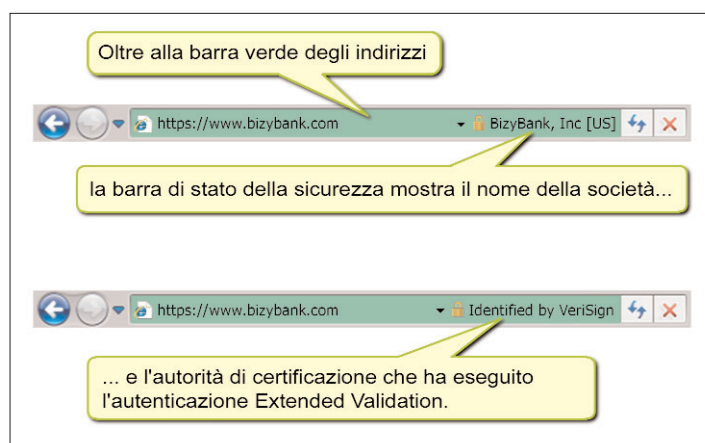 Oltre alla barra verde degli indirizzi
https://www.bizybank.com BizyBank, Inc [US]
la barra di stato della sicurezza mostra il nome della società...
https://www.bizybank.com Identified by VeriSign
... e l'autorità di certificazione che ha eseguito
l'autenticazione Extended Validation.